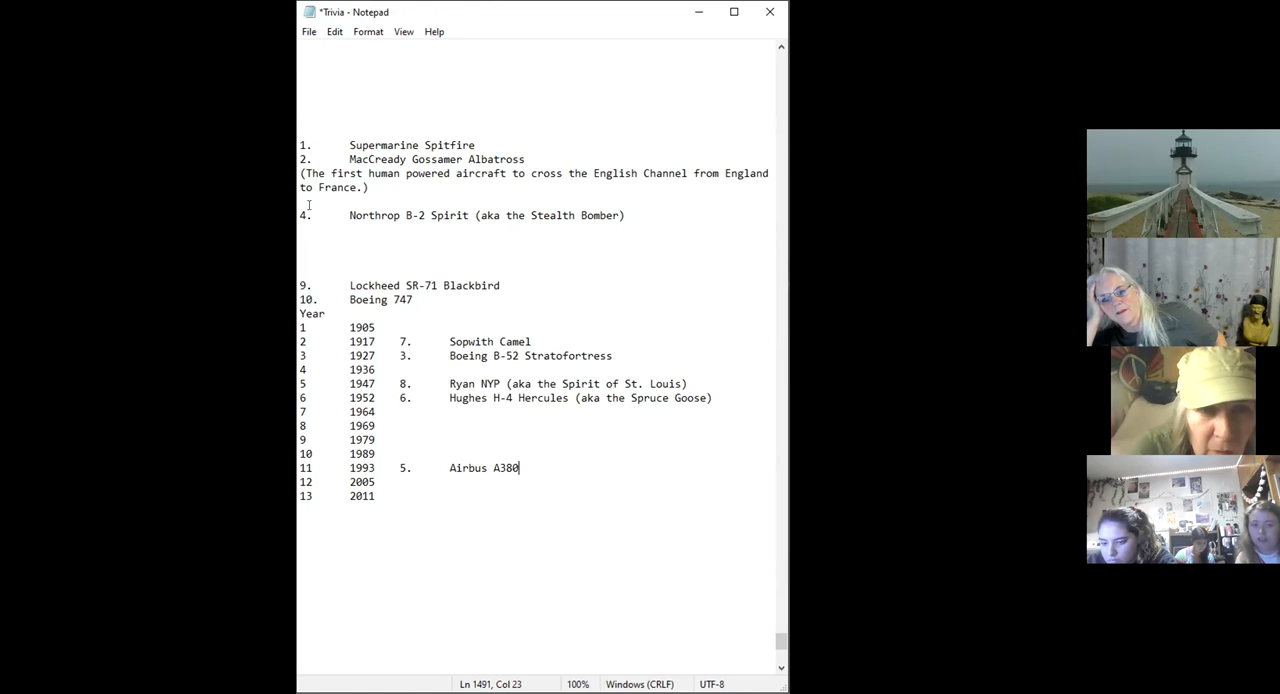 *Trivia - Notepad
File Edit Format View Help
1. Supermarine Spitfire
2. MacCready Gossamer Albatross
(The first human powered aircraft to cross the English Channel from England
to France.)
4. Northrop B-2 Spirit (aka the Stealth Bomber)
9. Lockheed SR-71 Blackbird
10. Boeing 747
Year
1 1905
2 1917 7. Sopwith Camel
3 1927 3. Boeing B-52 Stratofortress
4 1936
5 1947 8. Ryan NYP (aka the Spirit of St. Louis)
6 1952 6. Hughes H-4 Hercules (aka the Spruce Goose)
7 1964
8 1969
9 1979
10 1989
11 1993 5. Airbus A380
12 2005
13 2011
Ln 1491, Col 23 100% Windows (CRLF) UTF-8